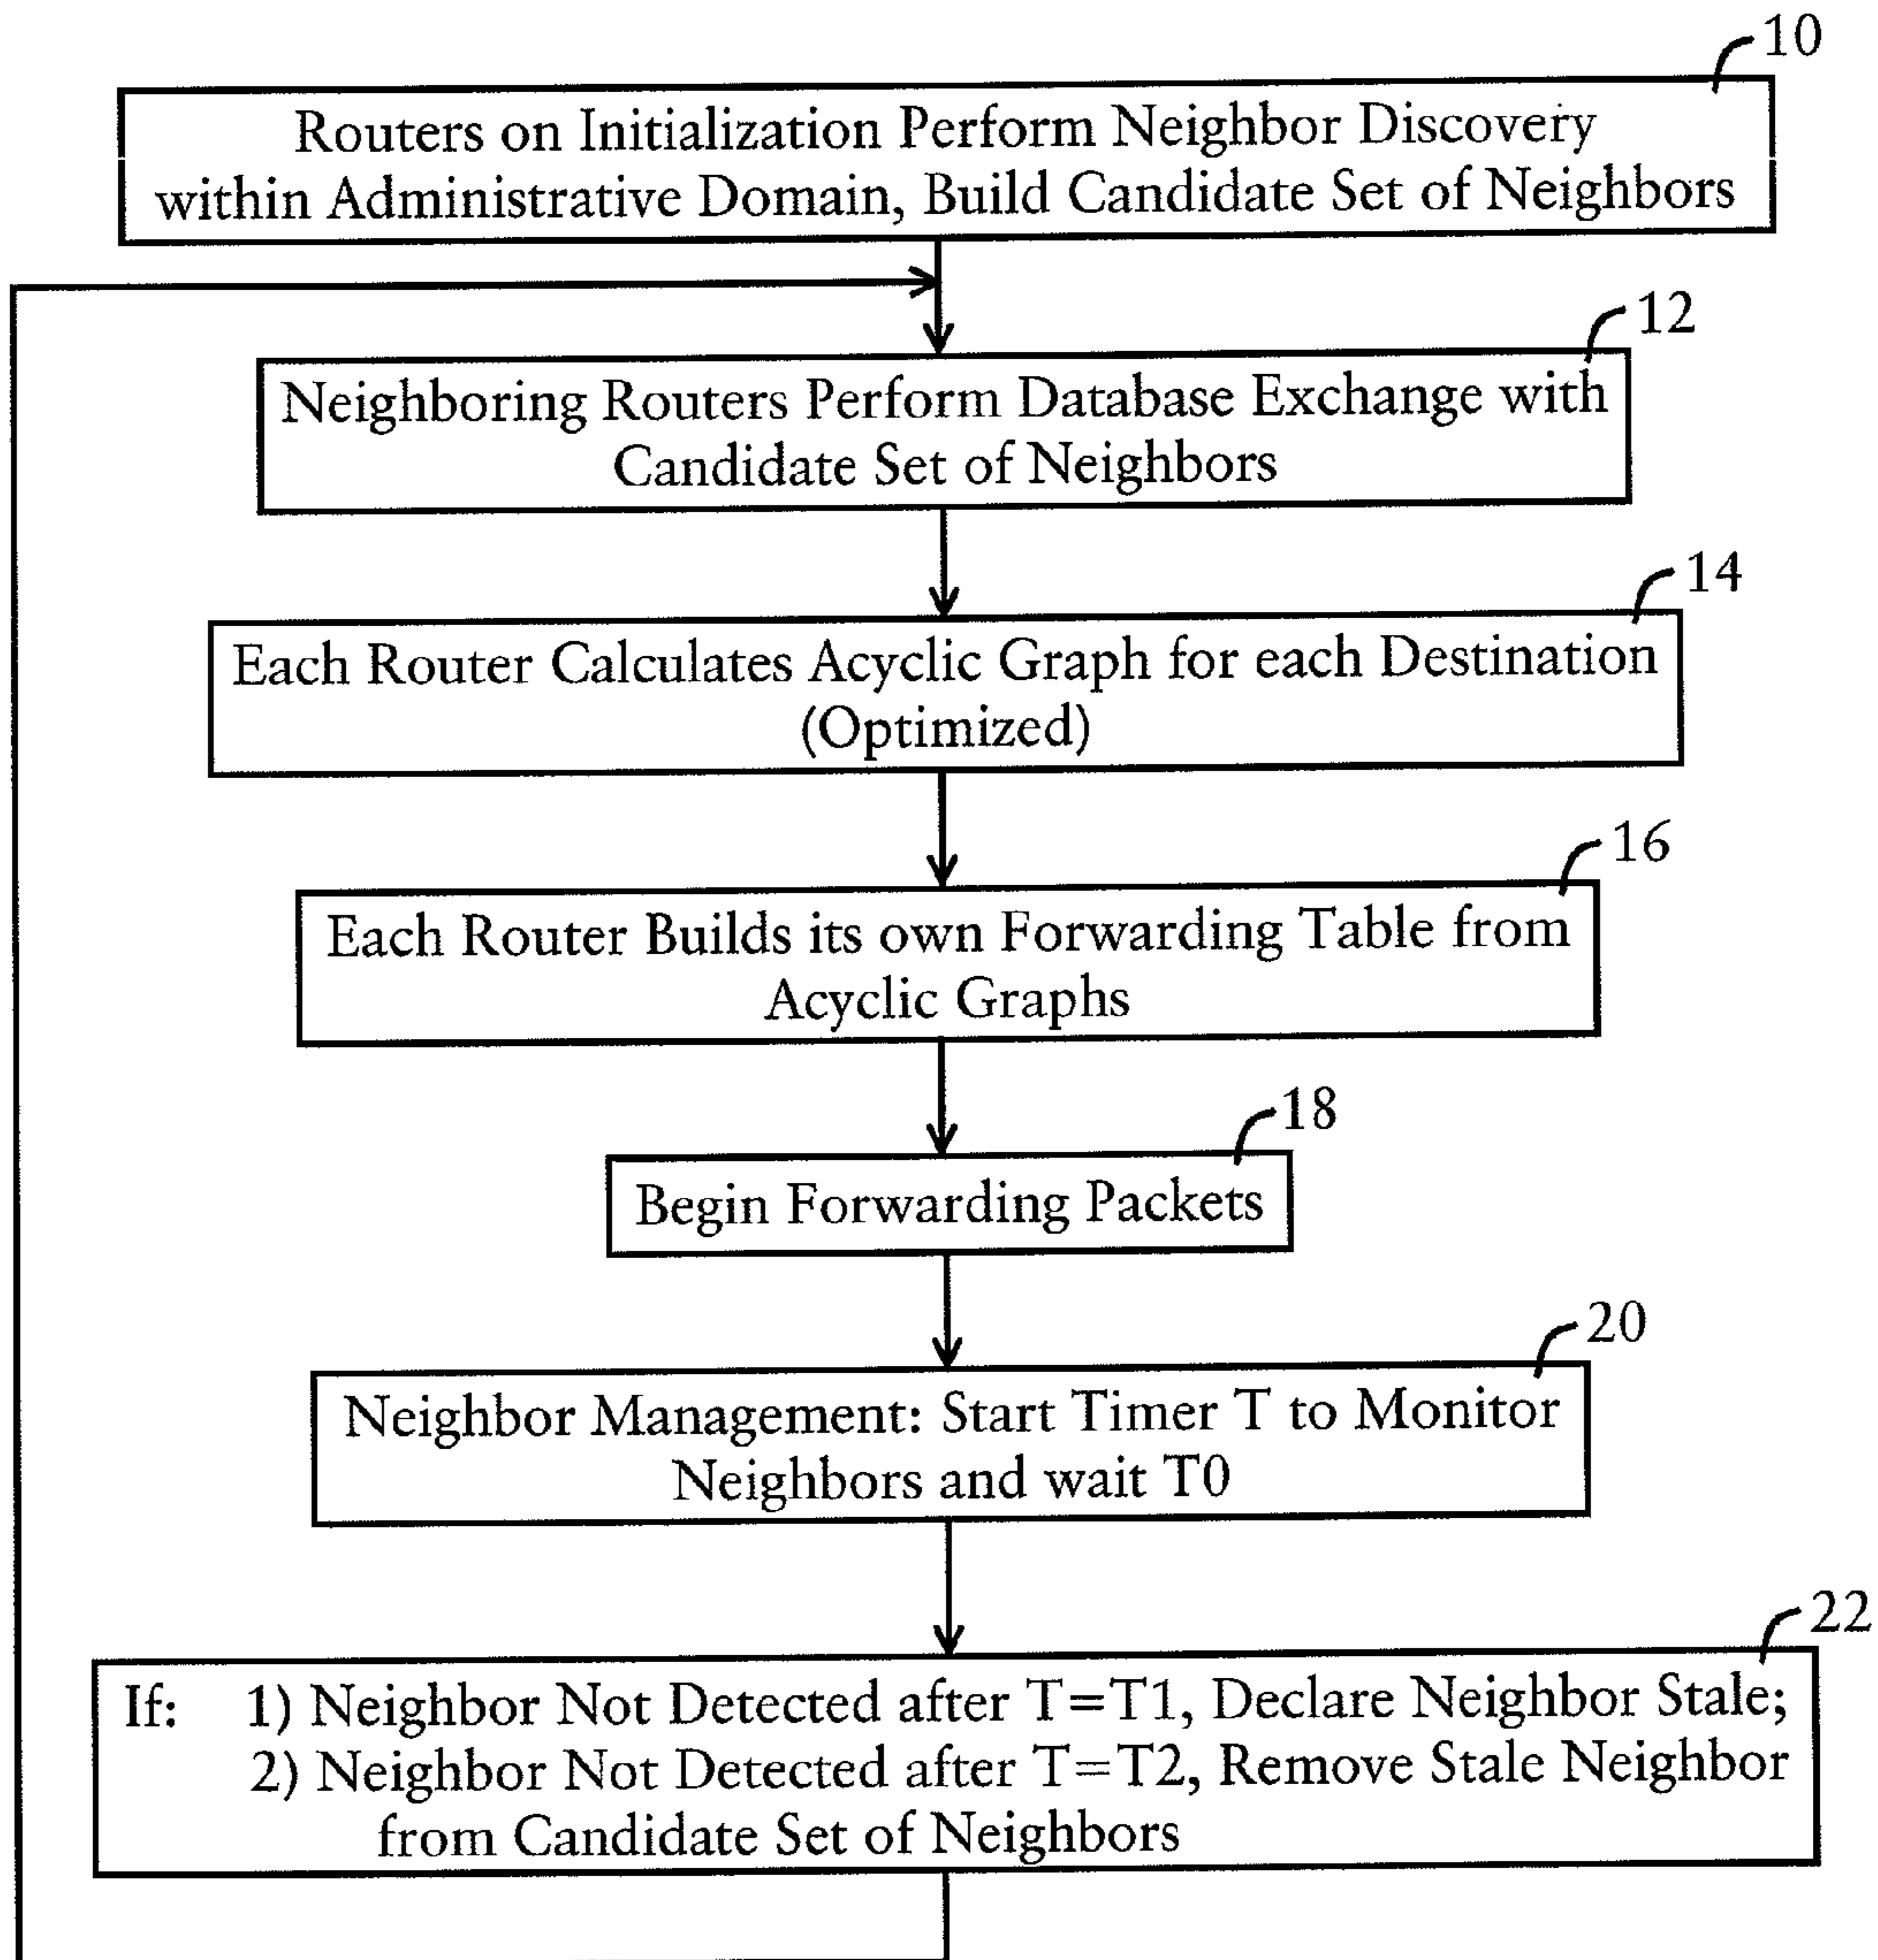 10
Routers on Initialization Perform Neighbor Discovery
within Administrative Domain, Build Candidate Set of Neighbors
12
Neighboring Routers Perform Database Exchange with
Candidate Set of Neighbors
14
Each Router Calculates Acyclic Graph for each Destination
(Optimized)
16
Each Router Builds its own Forwarding Table from
Acyclic Graphs
18
Begin Forwarding Packets
20
Neighbor Management: Start Timer T to Monitor
Neighbors and wait T0
22
If: 1) Neighbor Not Detected after T=T1, Declare Neighbor Stale;
2) Neighbor Not Detected after T=T2, Remove Stale Neighbor
from Candidate Set of Neighbors